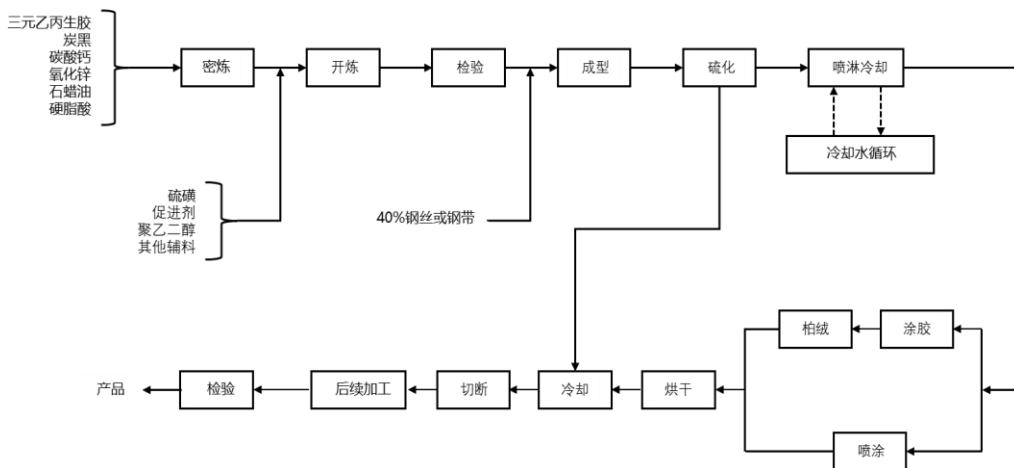 三元乙丙生胶
炭黑
碳酸钙
氧化锌
石蜡油
硬脂酸
密炼
开炼
检验
成型
硫化
喷淋冷却
冷却水循环
硫磺
促进剂
聚乙二醇
其他辅料
40%钢丝或钢带
柏绒
涂胶
产品
检验
后续加工
切断
冷却
烘干
喷涂